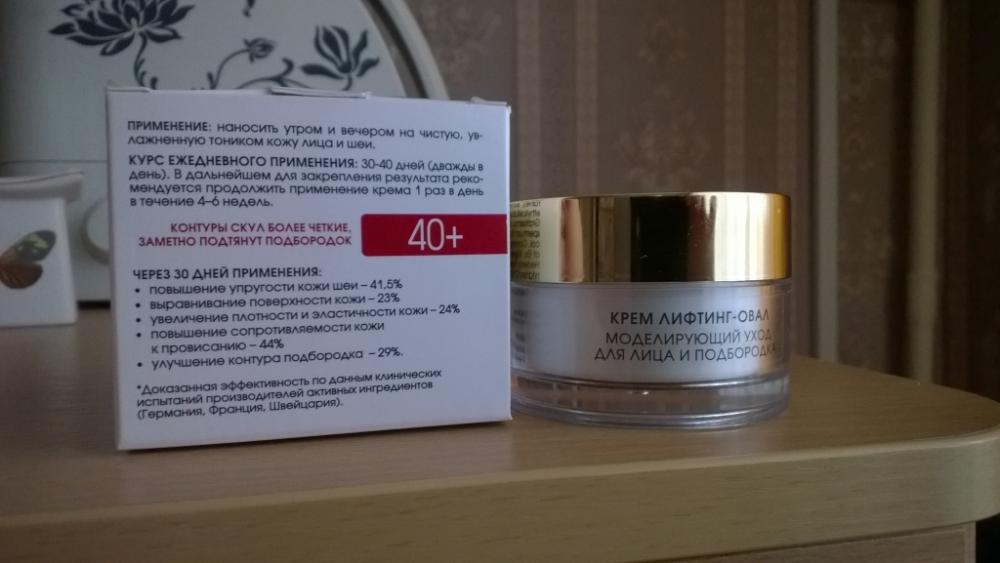 ПРИМЕНЕНИЕ: наносить утром и вечером на чистую, ув-
лажненную тоником кожу лица и шеи.
КУРС ЕЖЕДНЕВНОГО ПРИМЕНЕНИЯ: 30-40 дней (дважды в
день). В дальнейшем для закрепления результата реко-
мендуется продолжить применение крема 1 раз в день
в течение 4-6 недель.
КОНТУРЫ СКУЛ БОЛЕЕ ЧЕТКИЕ,
ЗАМЕТНО ПОДТЯНУТ ПОДБОРОДОК
40+
ЧЕРЕЗ 30 ДНЕЙ ПРИМЕНЕНИЯ:
• повышение упругости кожи шеи – 41,5%
• выравнивание поверхности кожи – 23%
• увеличение плотности и эластичности кожи – 24%
• повышение сопротивляемости кожи
к провисанию – 44%
• улучшение контура подбородка – 29%.
*Доказанная эффективность по данным клинических
испытаний производителей активных ингредиентов
(Германия, Франция, Швейцария).
КРЕМ ЛИФТИНГ-ОВАЛ
МОДЕЛИРУЮЩИЙ УХОД
ДЛЯ ЛИЦА И ПОДБОРОДКА